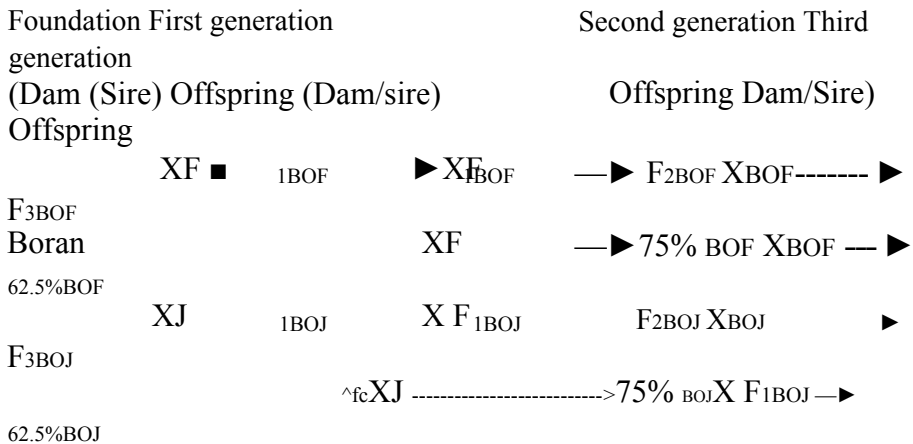 Foundation First generation Second generation Third
generation
(Dam (Sire) Offspring (Dam/sire) Offspring Dam/Sire)
Offspring
XF ■ 1BOF ►XF1BOF —► F2BOF XBOF------- ►
F3BOF
Boran XF —►75% BOF XBOF --- ►
62.5%BOF
XJ 1BOJ X F1BOJ F2BOJ XBOJ ►
F3BOJ
^fcXJ --------------------------->75% BOJX F1BOJ —►
62.5%BOJ